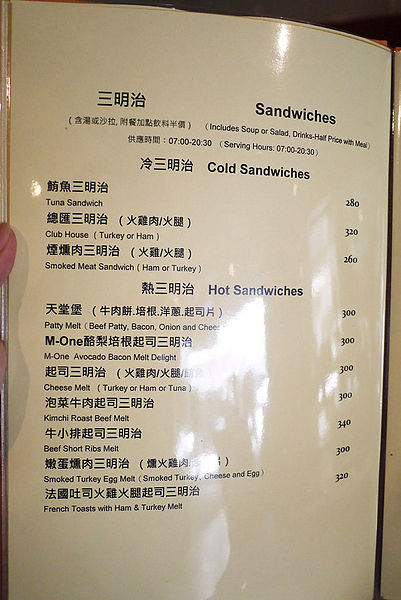 三明治 Sandwiches
（含湯或沙拉, 附餐加點飲料半價） （Includes Soup or Salad, Drinks-Half Price with Meal）
供應時間：07:00-20:30 （Serving Hours: 07:00-20:30）
冷三明治 Cold Sandwiches
鮪魚三明治
Tuna Sandwich 280
總匯三明治 （火雞肉/火腿）
Club House （Turkey or Ham） 320
煙燻肉三明治 （火雞/火腿）
Smoked Meat Sandwich（Ham or Turkey） 260
熱三明治 Hot Sandwiches
天堂堡 （牛肉餅.培根.洋蔥.起司片） 300
Patty Melt（Beef Patty, Bacon, Onion and
M-One酪梨培根起司三明治 300
M-One Avocado Bacon Melt Delight
起司三明治 （火雞肉/火腿/ 300
Cheese Melt （Turkey or Ham or Tuna
泡菜牛肉起司三明治 300
Kimchi Roast Beef Melt
牛小排起司三明治 340
Beef Short Ribs Melt
嫩蛋燻肉三明治 （燻火雞肉 片） 300
Smoked Turkey Egg Melt（Smoked Turkey, Cheese and Egg）
法國吐司火雞火腿起司三明治 320
French Toasts with Ham & Turkey Melt